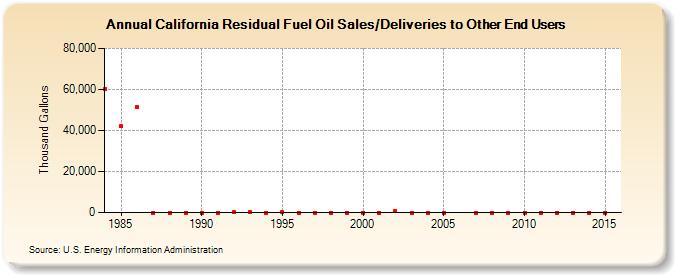 Annual California Residual Fuel Oil Sales/Deliveries to Other End Users
Thousand Gallons
80,000
60,000
40,000
20,000
0
1985 1990 1995 2000 2005 2010 2015
Source: U.S. Energy Information Administration